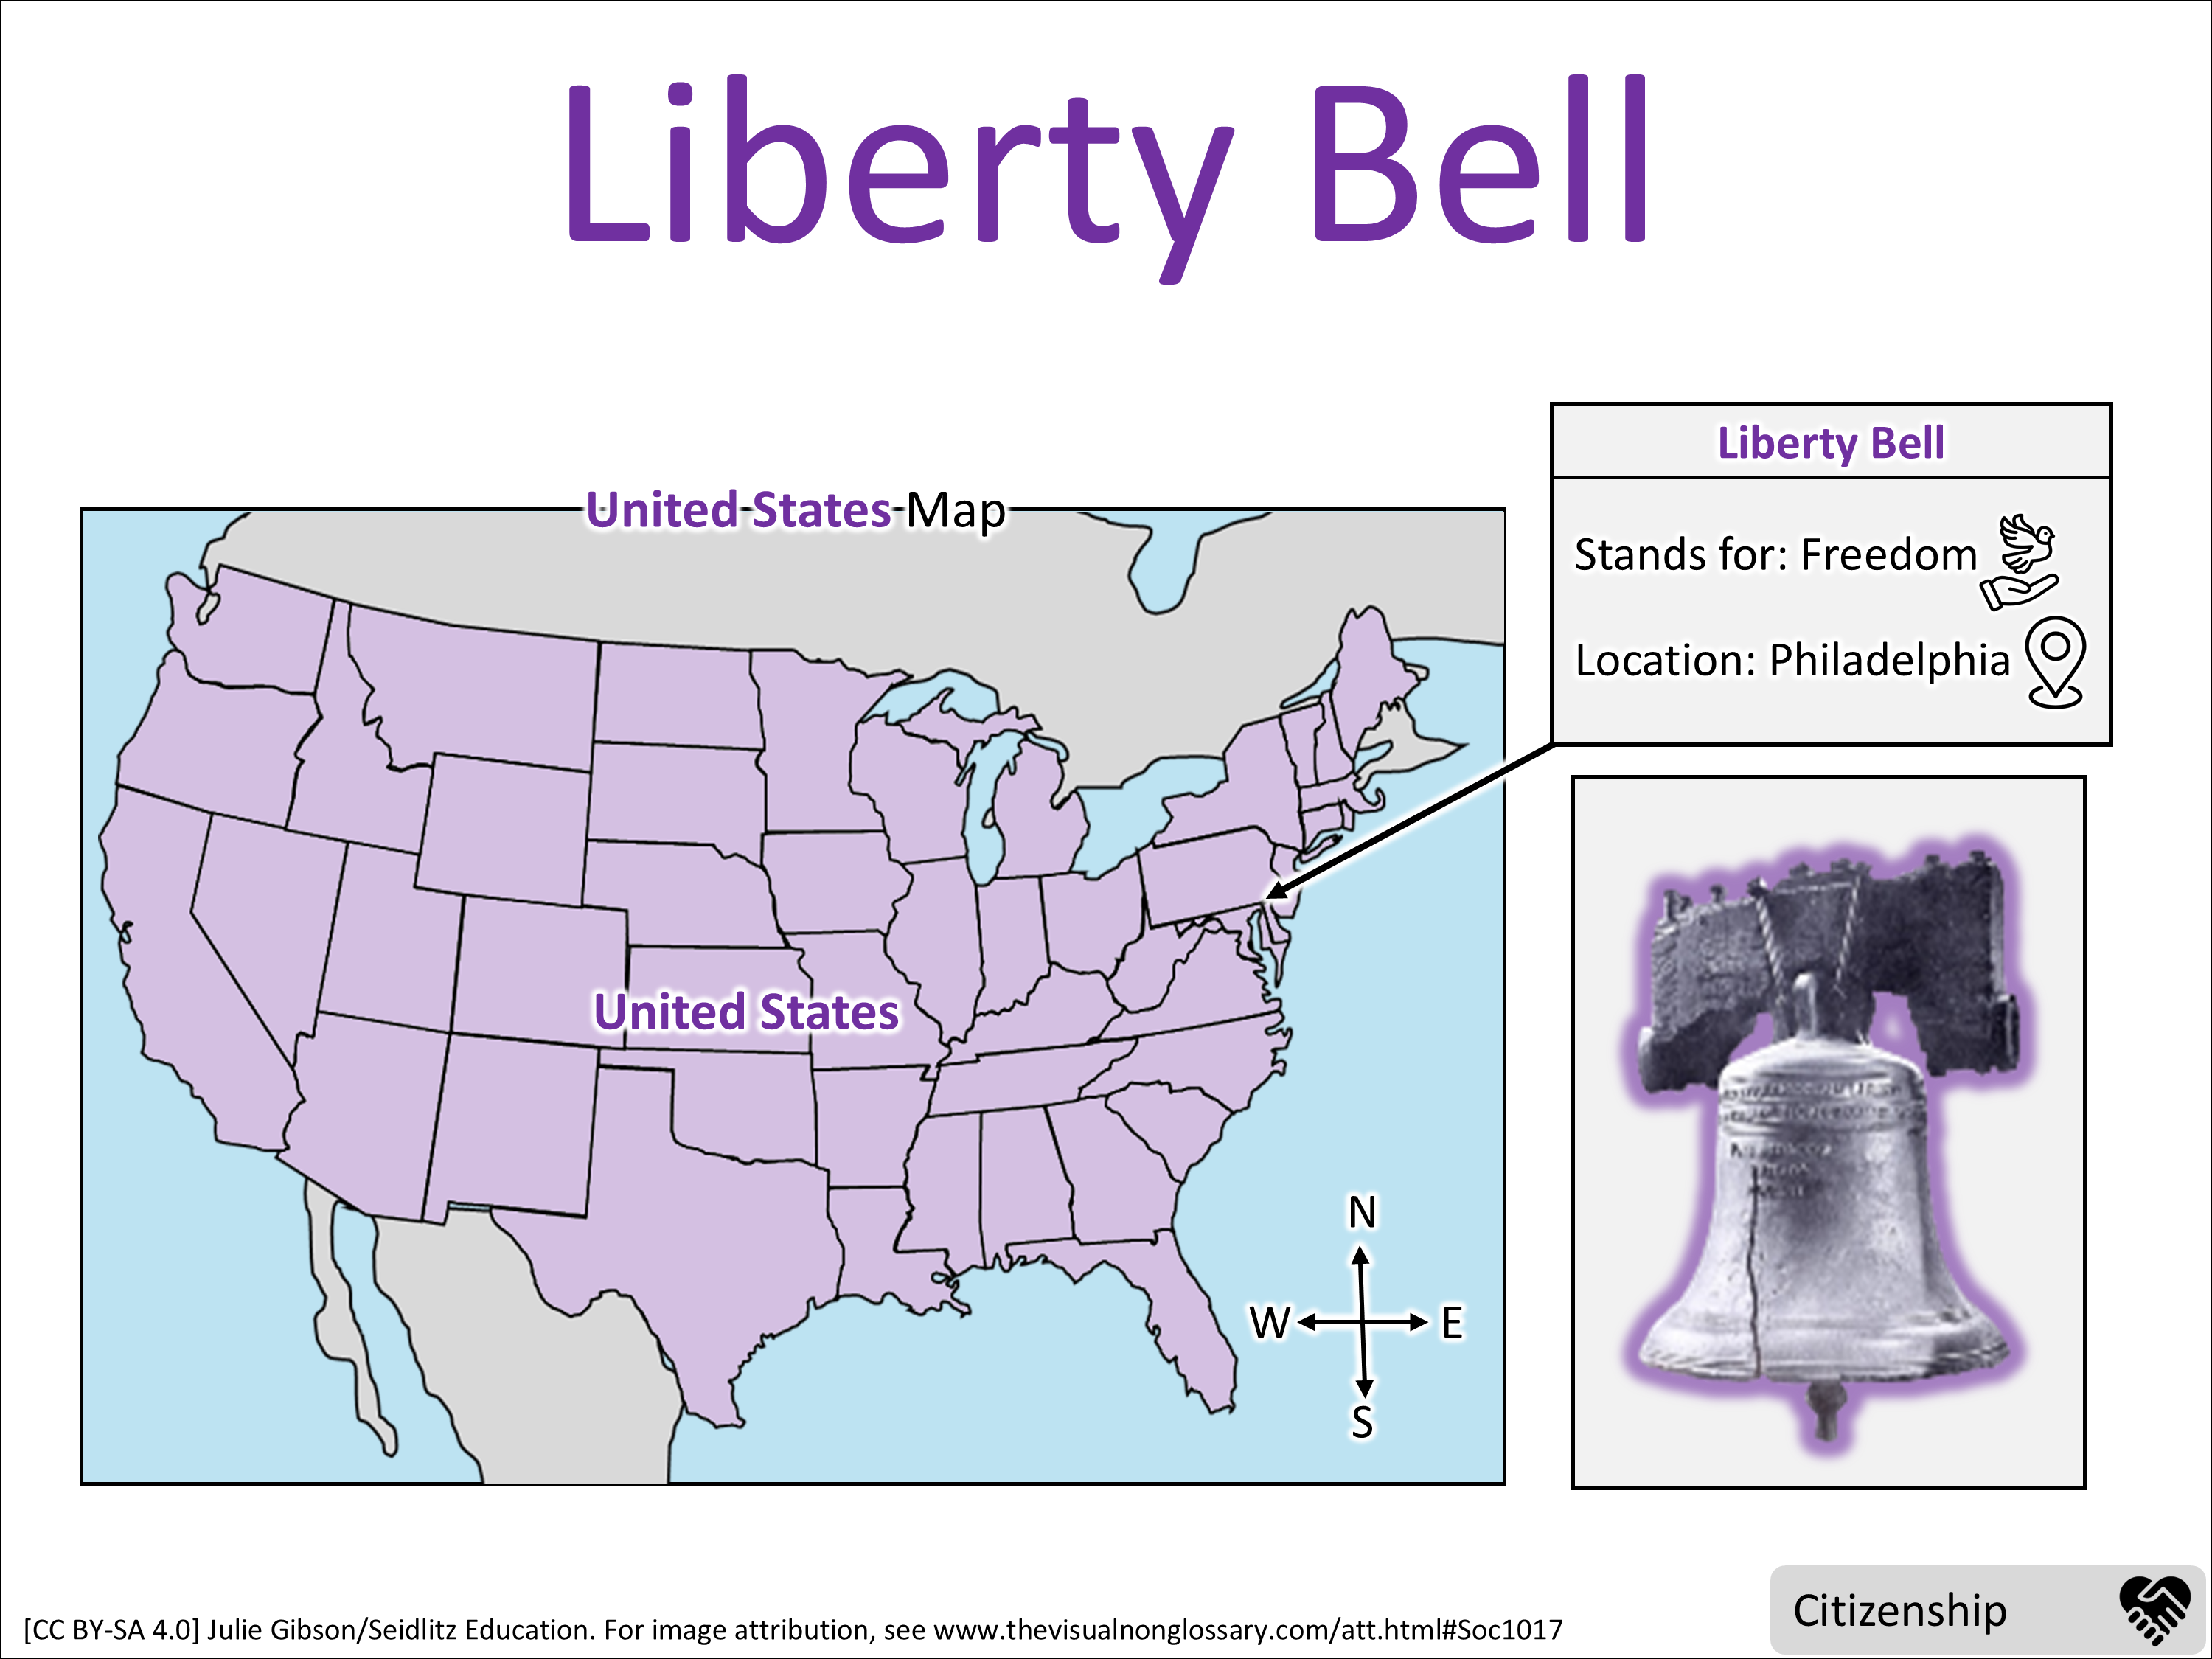 Liberty Bell
United States Map
United States
N
W E
S
Liberty Bell
Stands for: Freedom
Location: Philadelphia
[CC BY-SA 4.0] Julie Gibson/Seidlitz Education. For image attribution, see www.thevisualnonglossary.com/att.html#Soc1017
Citizenship